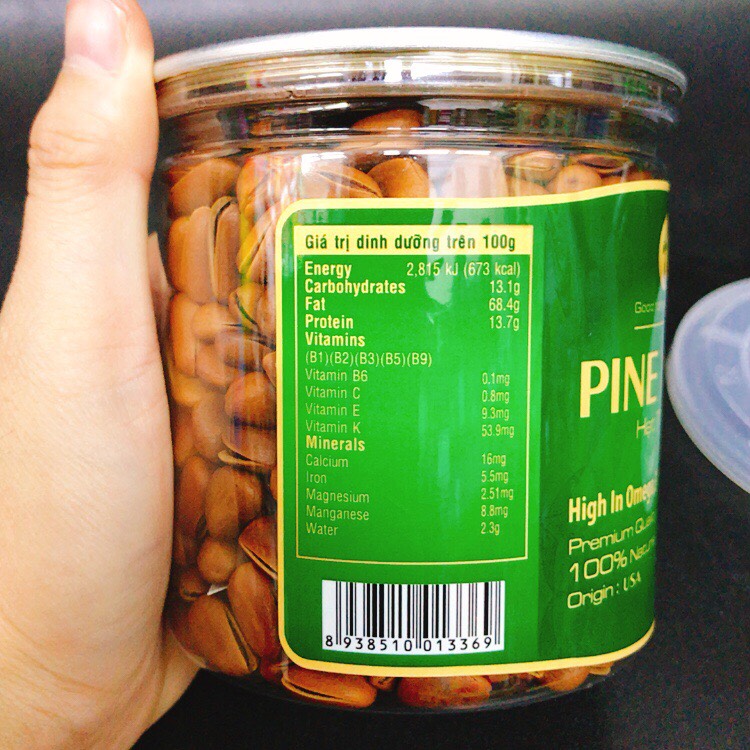 Giá trị dinh dưỡng trên 100g
Energy 2,815 kJ (673 kcal)
Carbohydrates 13.1g
Fat 68.4g
Protein 13.7g
Vitamins
(B1)(B2)(B3)(B5)(B9)
Vitamin B6 0,1mg
Vitamin C 0.8mg
Vitamin E 9.3mg
Vitamin K 53.9mg
Minerals
Calcium 16mg
Iron 5.5mg
Magnesium 2.51mg
Manganese 8.8mg
Water 2.3g
8 938510 013369
PINE
High In
Premium
100%
Origin : USA